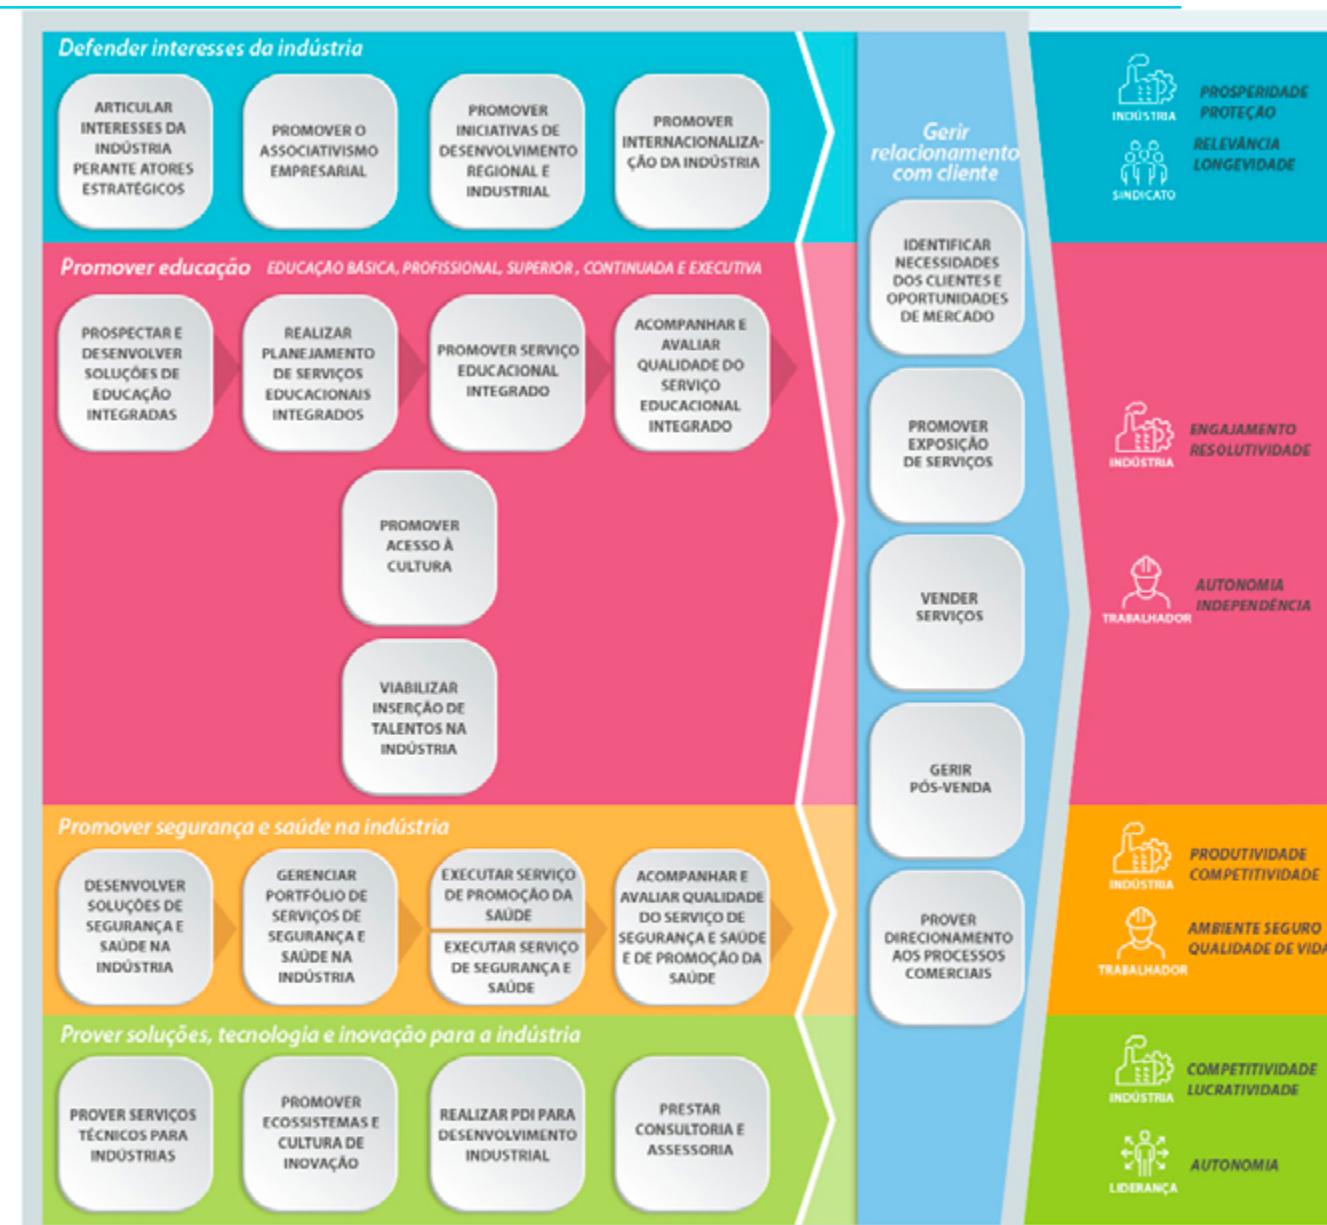 Defender interesses da indústria
ARTICULAR
INTERESSES DA
INDÚSTRIA
PERANTE ATORES
ESTRATÉGICOS
PROMOVER O
ASSOCIATIVISMO
EMPRESARIAL
PROMOVER
INICIATIVAS DE
DESENVOLVIMENTO
REGIONAL E
INDUSTRIAL
PROMOVER
INTERNACIONALIZA-
ÇÃO DA INDÚSTRIA
Promover educação EDUCAÇÃO BÁSICA, PROFISSIONAL, SUPERIOR , CONTINUADA E EXECUTIVA
PROSPECTAR E
DESENVOLVER
SOLUÇÕES DE
EDUCAÇÃO
INTEGRADAS
REALIZAR
PLANEJAMENTO
DE SERVIÇOS
EDUCACIONAIS
INTEGRADOS
PROMOVER SERVIÇO
EDUCACIONAL
INTEGRADO
ACOMPANHAR E
AVALIAR
QUALIDADE DO
SERVIÇO
EDUCACIONAL
INTEGRADO
PROMOVER
ACESSO À
CULTURA
VIABILIZAR
INSERÇÃO DE
TALENTOS NA
INDÚSTRIA
Promover segurança e saúde na indústria
DESENVOLVER
SOLUÇÕES DE
SEGURANÇA E
SAÚDE NA
INDÚSTRIA
GERENCIAR
PORTFÓLIO DE
SERVIÇOS DE
SEGURANÇA E
SAÚDE NA
INDÚSTRIA
EXECUTAR SERVIÇO
DE PROMOÇÃO DA
SAÚDE
EXECUTAR SERVIÇO
DE SEGURANÇA E
SAÚDE
ACOMPANHAR E
AVALIAR QUALIDADE
DO SERVIÇO DE
SEGURANÇA E SAÚDE
E DE PROMOÇÃO DA
SAÚDE
Prover soluções, tecnologia e inovação para a indústria
PROVER SERVIÇOS
TÉCNICOS PARA
INDÚSTRIAS
PROMOVER
ECOSSISTEMAS E
CULTURA DE
INOVAÇÃO
REALIZAR PDI PARA
DESENVOLVIMENTO
INDUSTRIAL
PRESTAR
CONSULTORIA E
ASSESSORIA
Gerir
relacionamento
com cliente
IDENTIFICAR
NECESSIDADES
DOS CLIENTES E
OPORTUNIDADES
DE MERCADO
PROMOVER
EXPOSIÇÃO
DE SERVIÇOS
VENDER
SERVIÇOS
GERIR
PÓS-VENDA
PROVER
DIRECIONAMENTO
AOS PROCESSOS
COMERCIAIS
INDÚSTRIA
PROSPERIDADE
PROTEÇÃO
SINDICATO
RELEVÂNCIA
LONGEVIDADE
INDÚSTRIA
ENGAJAMENTO
RESOLUTIVIDADE
TRABALHADOR
AUTONOMIA
INDEPENDÊNCIA
INDÚSTRIA
PRODUTIVIDADE
COMPETITIVIDADE
TRABALHADOR
AMBIENTE SEGURO
QUALIDADE DE VIDA
INDÚSTRIA
COMPETITIVIDADE
LUCRATIVIDADE
LIDERANÇA
AUTONOMIA